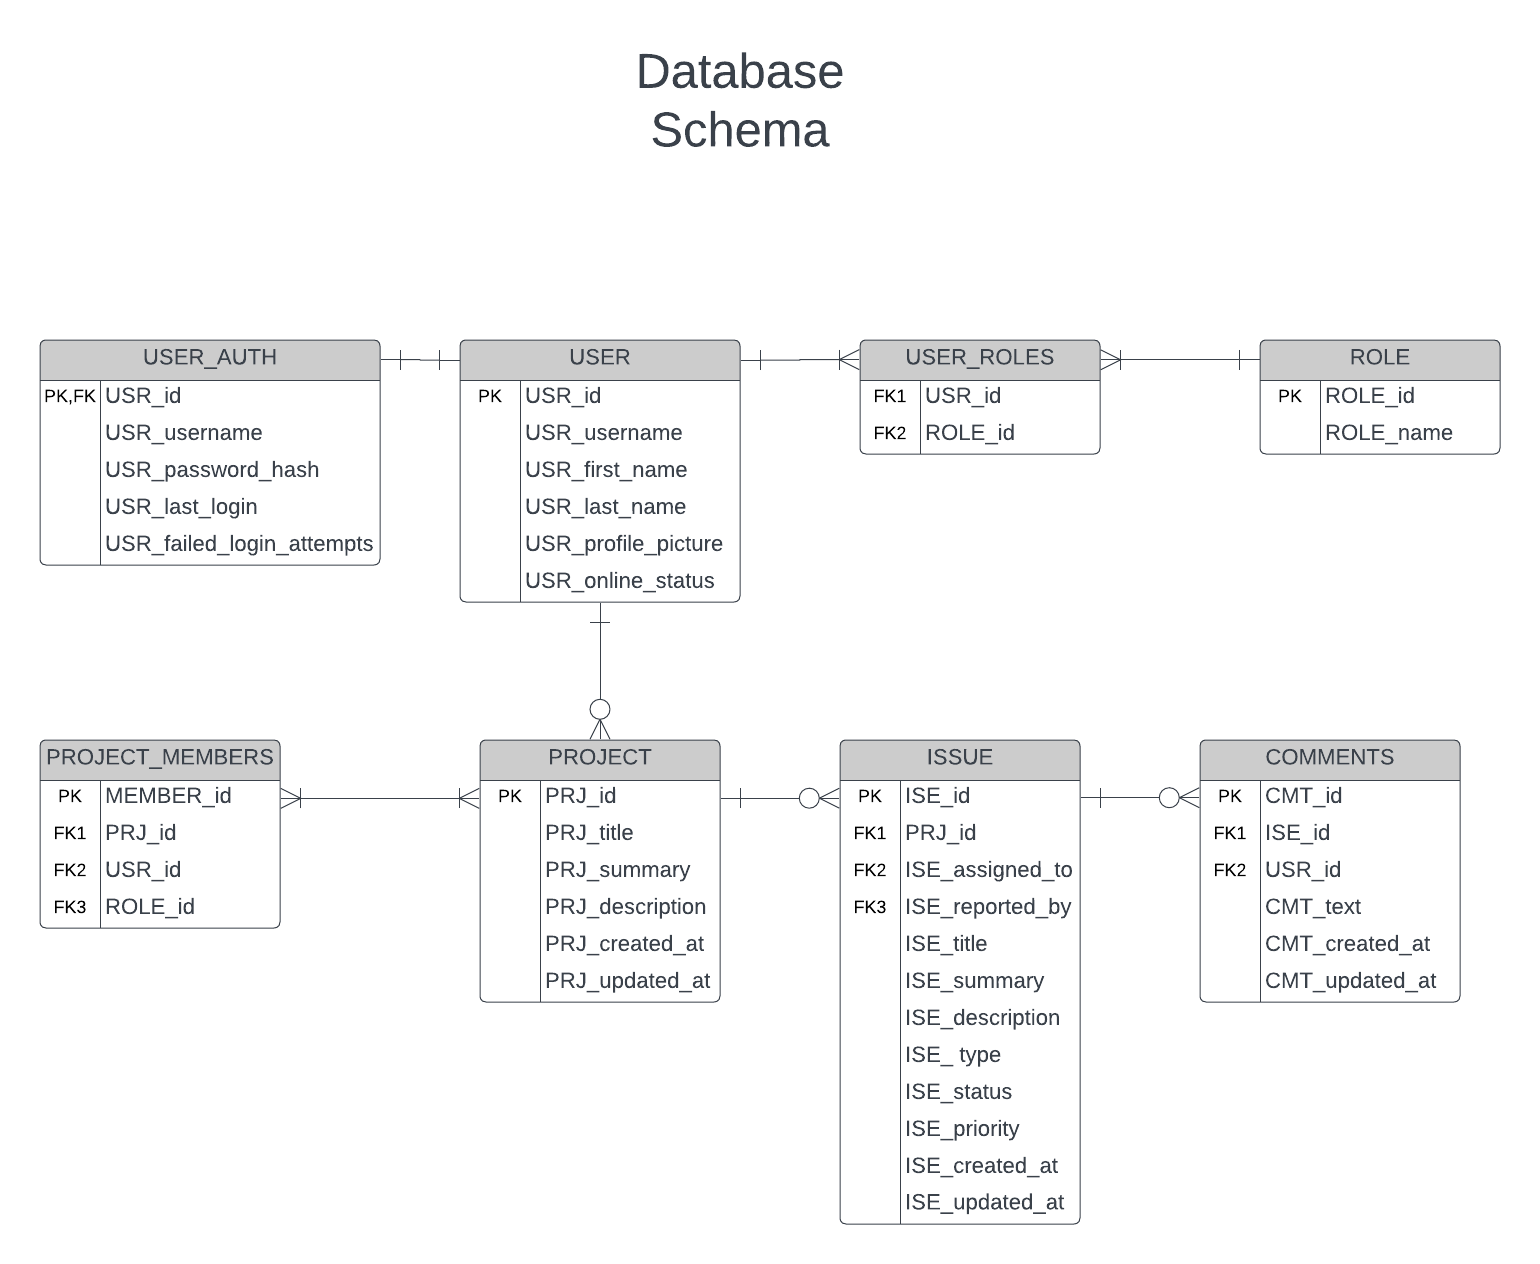 Database
Schema
USER_AUTH
PK,FK USR_id
USR_username
USR_password_hash
USR_last_login
USR_failed_login_attempts
USER
PK USR_id
USR_username
USR_first_name
USR_last_name
USR_profile_picture
USR_online_status
USER_ROLES
FK1 USR_id
FK2 ROLE_id
ROLE
PK ROLE_id
ROLE_name
PROJECT_MEMBERS
PK MEMBER_id
FK1 PRJ_id
FK2 USR_id
FK3 ROLE_id
PROJECT
PK PRJ_id
PRJ_title
PRJ_summary
PRJ_description
PRJ_created_at
PRJ_updated_at
ISSUE
PK ISE_id
FK1 PRJ_id
FK2 ISE_assigned_to
FK3 ISE_reported_by
ISE_title
ISE_summary
ISE_description
ISE_ type
ISE_status
ISE_priority
ISE_created_at
ISE_updated_at
COMMENTS
PK CMT_id
FK1 ISE_id
FK2 USR_id
CMT_text
CMT_created_at
CMT_updated_at